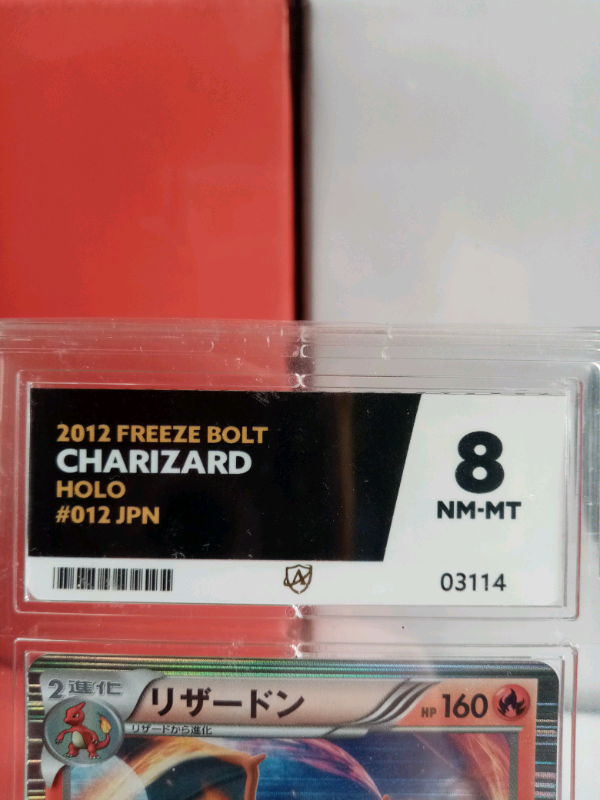 2012 FREEZE BOLT
CHARIZARD
HOLO
#012 JPN
8
NM-MT
03114
2進化
リザードン
HP 160
リザードから進化